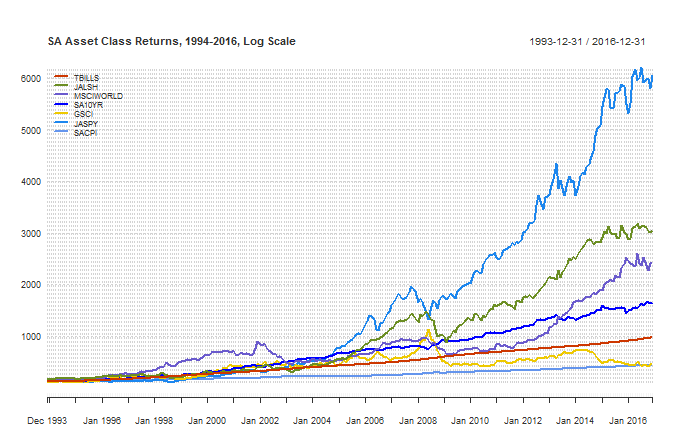 SA Asset Class Returns, 1994-2016, Log Scale 1993-12-31 / 2016-12-31
6000
5000
4000
3000
2000
1000
TBILLS
JALSH
MSCIWORLD
SA10YR
GSCI
JASPY
SACPI
Dec 1993 Jan 1996 Jan 1998 Jan 2000 Jan 2002 Jan 2004 Jan 2006 Jan 2008 Jan 2010 Jan 2012 Jan 2014 Jan 2016